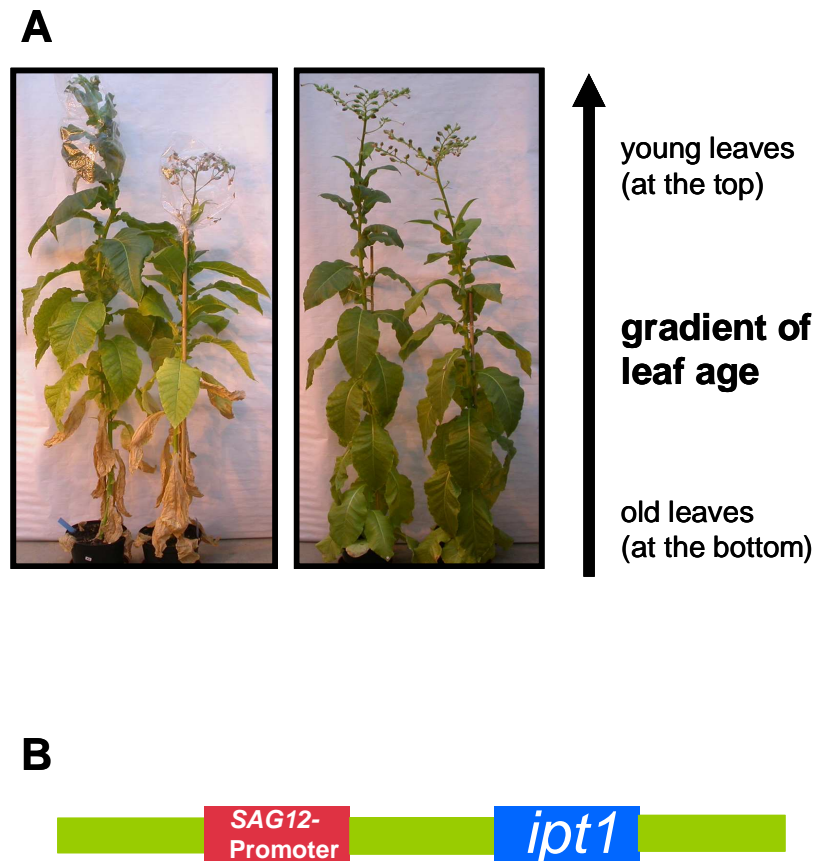 A
young leaves
(at the top)
gradient of
leaf age
old leaves
(at the bottom)
B
SAG12-
Promoter
ipt1